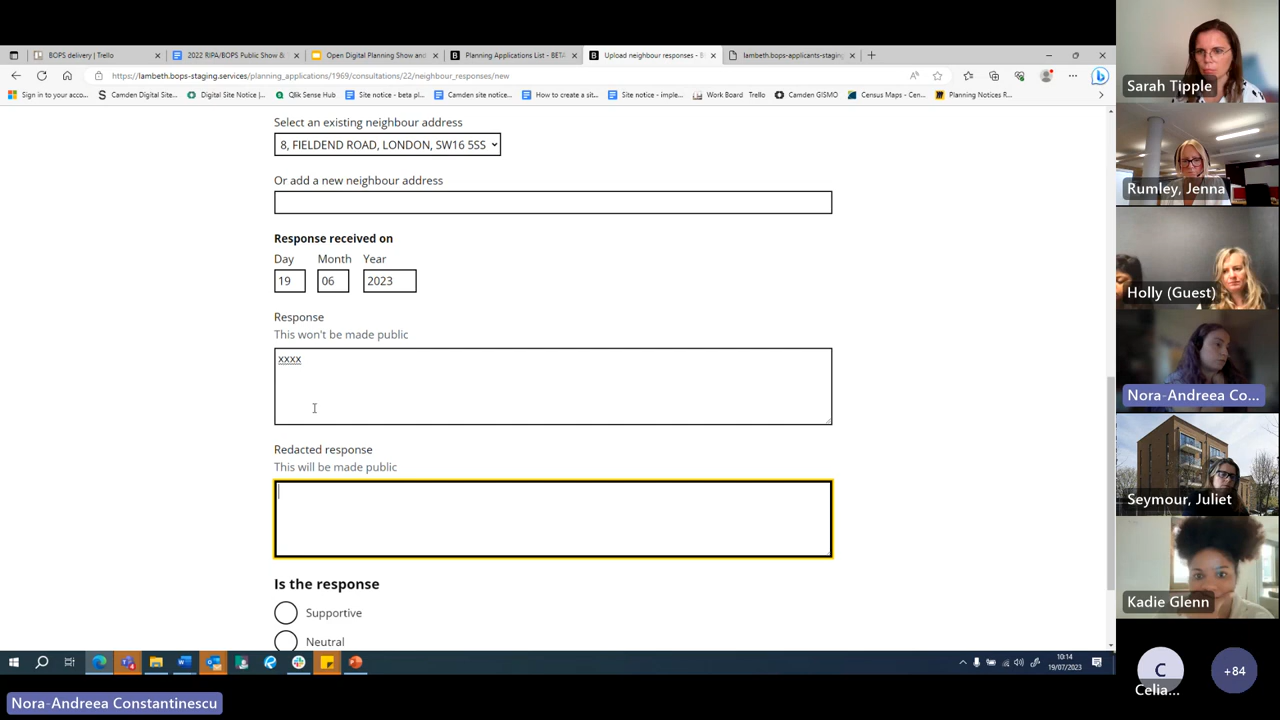 BOPS delivery | Trello
2022 RIPA/BOPS Public Show &
Open Digital Planning Show and
Planning Applications List - BETA
Upload neighbour responses - B
lambeth.bops-applicants-staging
https://lambeth.bops-staging.services/planning_applications/1969/consultations/22/neighbour_responses/new
Sign in to your acco...
Camden Digital Site...
Digital Site Notice |...
Qlik Sense Hub
Site notice - beta pl...
Camden site notice...
How to create a sit...
Site notice - imple...
Work Board Trello
Camden GISMO
Census Maps - Cen...
Planning Notices R...
Select an existing neighbour address
8, FIELDEND ROAD, LONDON, SW16 5SS
Or add a new neighbour address
Response received on
Day Month Year
19 06 2023
Response
This won't be made public
xxxx
Redacted response
This will be made public
Is the response
Supportive
Neutral
10:14
19/07/2023
Nora-Andreea Constantinescu
Sarah Tipple
Rumley, Jenna
Holly (Guest)
Nora-Andreea Co...
Seymour, Juliet
Kadie Glenn
C
Celia...
+84